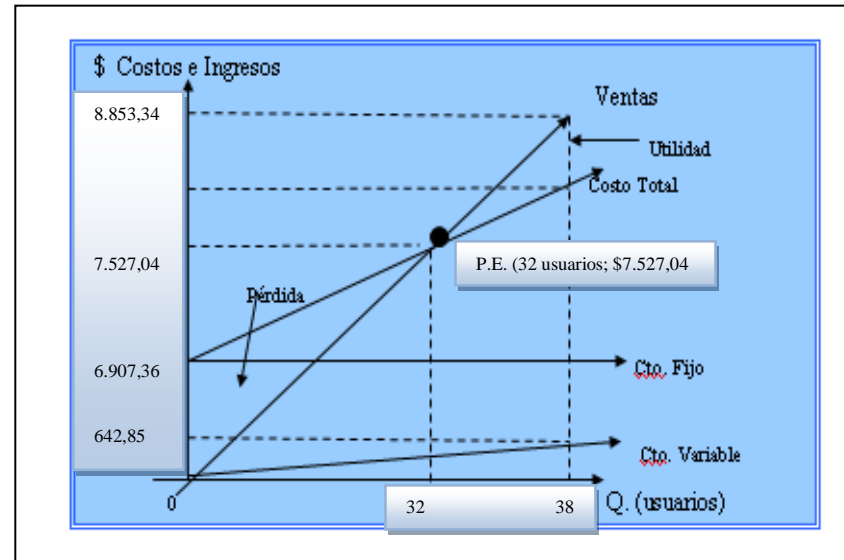 $ Costos e Ingresos
8.853,34
Ventas
Utilidad
Costo Total
7.527,04
P.E. (32 usuarios; $7.527,04
Pérdida
6.907,36
Cto. Fijo
642,85
Cto. Variable
0
32 38
Q. (usuarios)